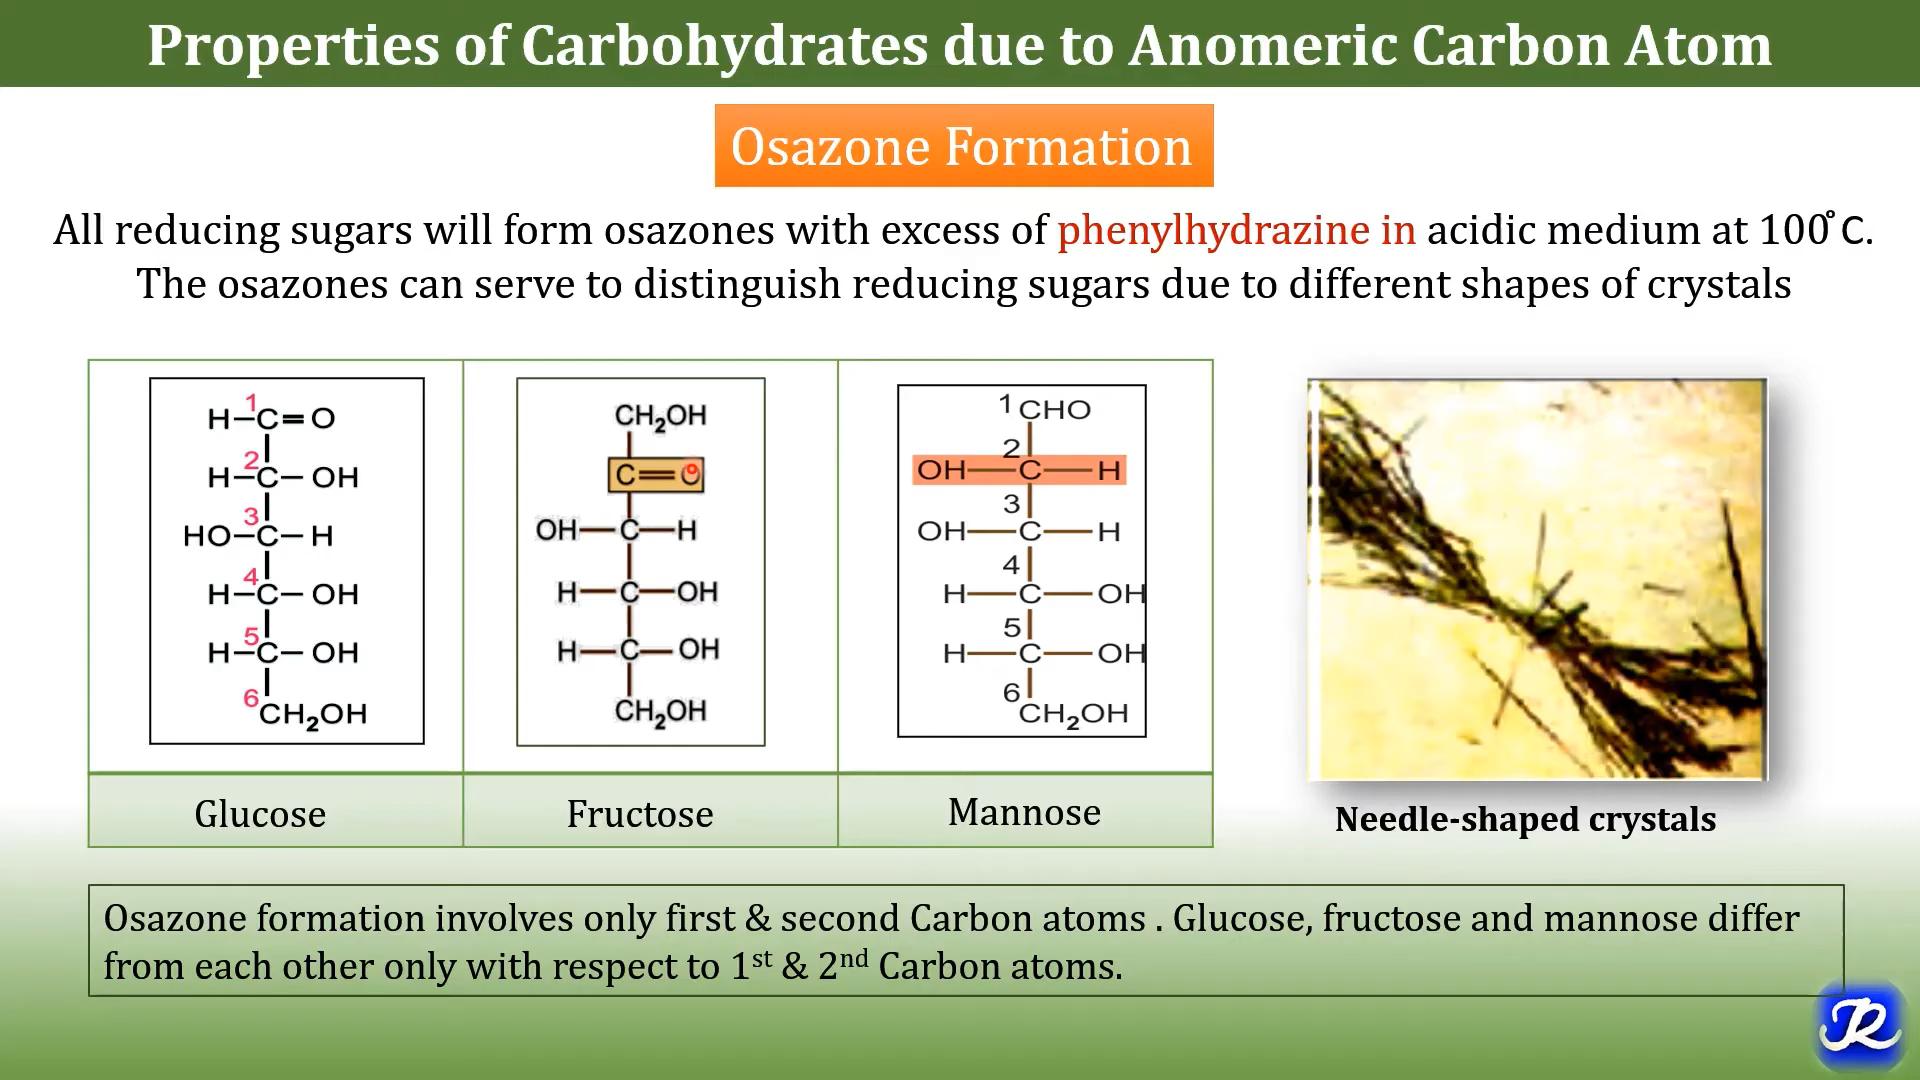 Properties of Carbohydrates due to Anomeric Carbon Atom
Osazone Formation
All reducing sugars will form osazones with excess of phenylhydrazine in acidic medium at 100°C.
The osazones can serve to distinguish reducing sugars due to different shapes of crystals
1
H–C=O
2
H–C–OH
3
HO–C–H
4
H–C–OH
5
H–C–OH
6
CH₂OH
Glucose
CH₂OH
C=O
OH–C–H
H–C–OH
H–C–OH
CH₂OH
Fructose
1 CHO
2
OH–C–H
3
OH–C–H
4
H–C–OH
5
H–C–OH
6
CH₂OH
Mannose
Needle-shaped crystals
Osazone formation involves only first & second Carbon atoms . Glucose, fructose and mannose differ
from each other only with respect to 1st & 2nd Carbon atoms.
R